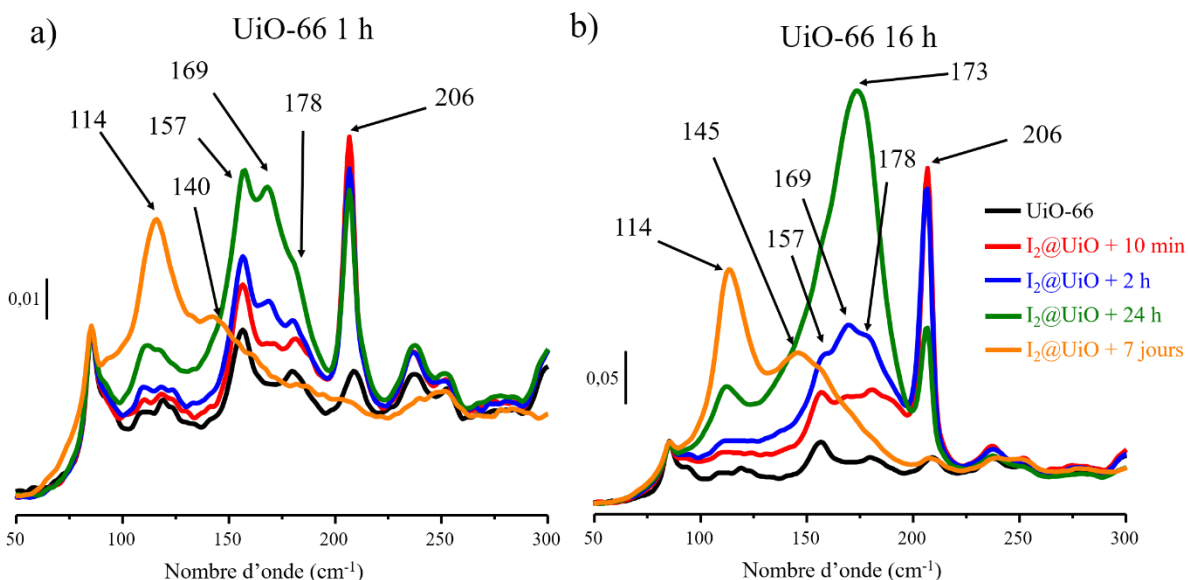 a)
UiO-66 1 h
114
157
140
169
178
206
0,01
50
100
150
200
250
300
Nombre d’onde (cm-1)
b)
UiO-66 16 h
114
145
169
157
173
178
206
0,05
50
100
150
200
250
300
Nombre d’onde (cm-1)
UiO-66
I2@UiO + 10 min
I2@UiO + 2 h
I2@UiO + 24 h
I2@UiO + 7 jours